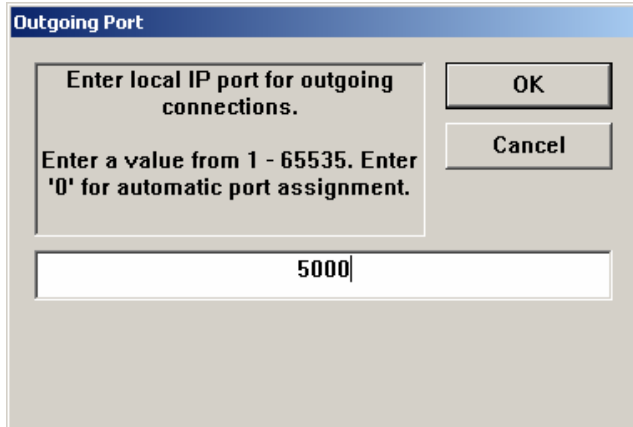 Outgoing Port
Enter local IP port for outgoing
connections.
Enter a value from 1 - 65535. Enter
'0' for automatic port assignment.
OK
Cancel
5000